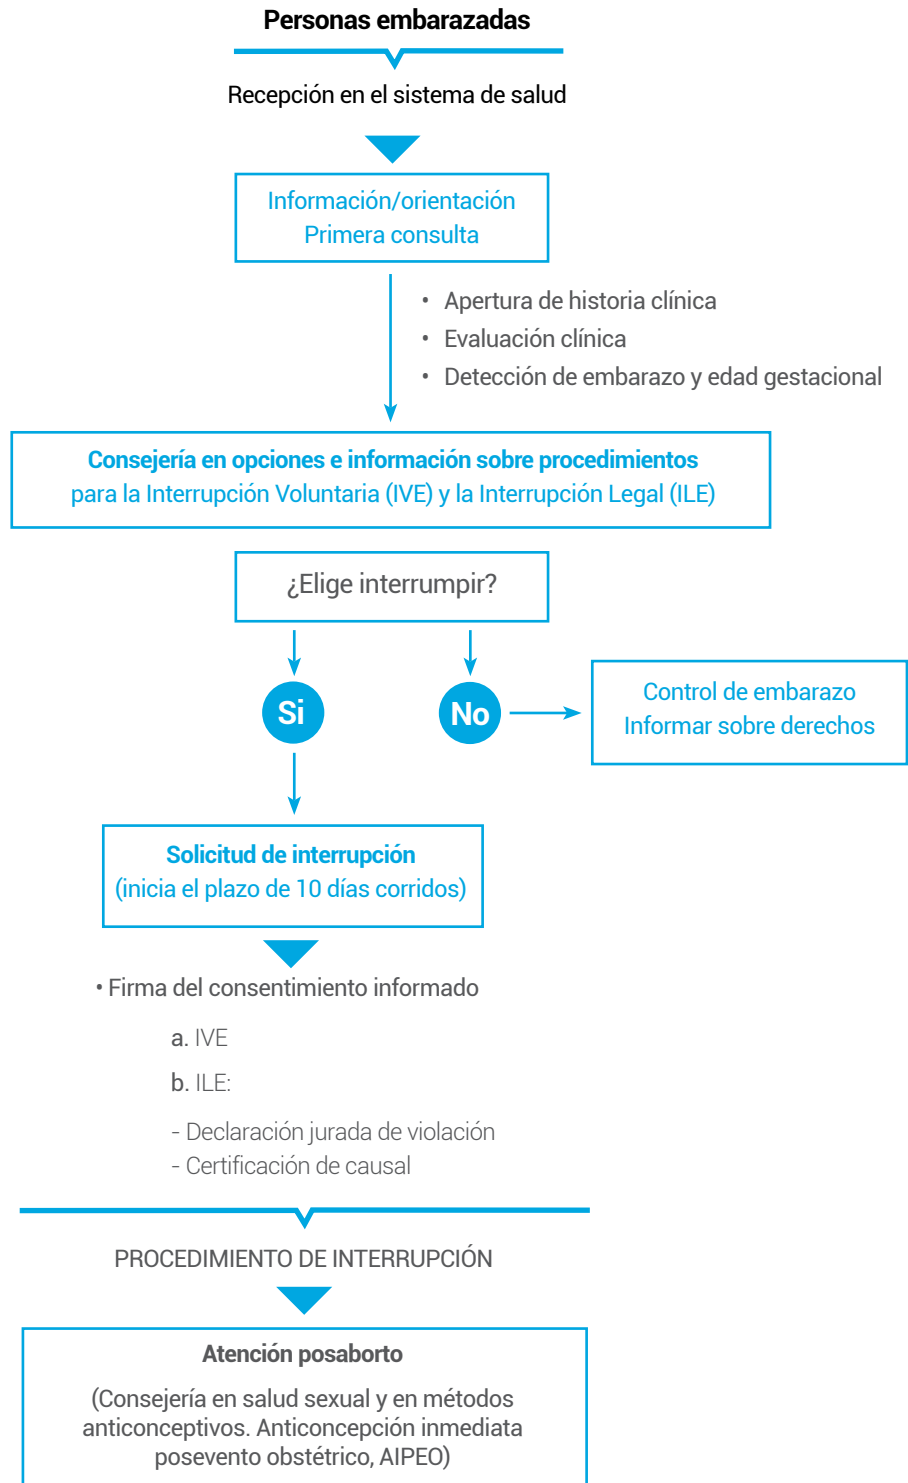 Personas embarazadas
Recepción en el sistema de salud
Información/orientación
Primera consulta
• Apertura de historia clínica
• Evaluación clínica
• Detección de embarazo y edad gestacional
Consejería en opciones e información sobre procedimientos
para la Interrupción Voluntaria (IVE) y la Interrupción Legal (ILE)
¿Elige interrumpir?
Si
No
Control de embarazo
Informar sobre derechos
Solicitud de interrupción
(inicia el plazo de 10 días corridos)
• Firma del consentimiento informado
a. IVE
b. ILE:
- Declaración jurada de violación
- Certificación de causal
PROCEDIMIENTO DE INTERRUPCIÓN
Atención posaborto
(Consejería en salud sexual y en métodos
anticonceptivos. Anticoncepción inmediata
posevento obstétrico, AIPEO)